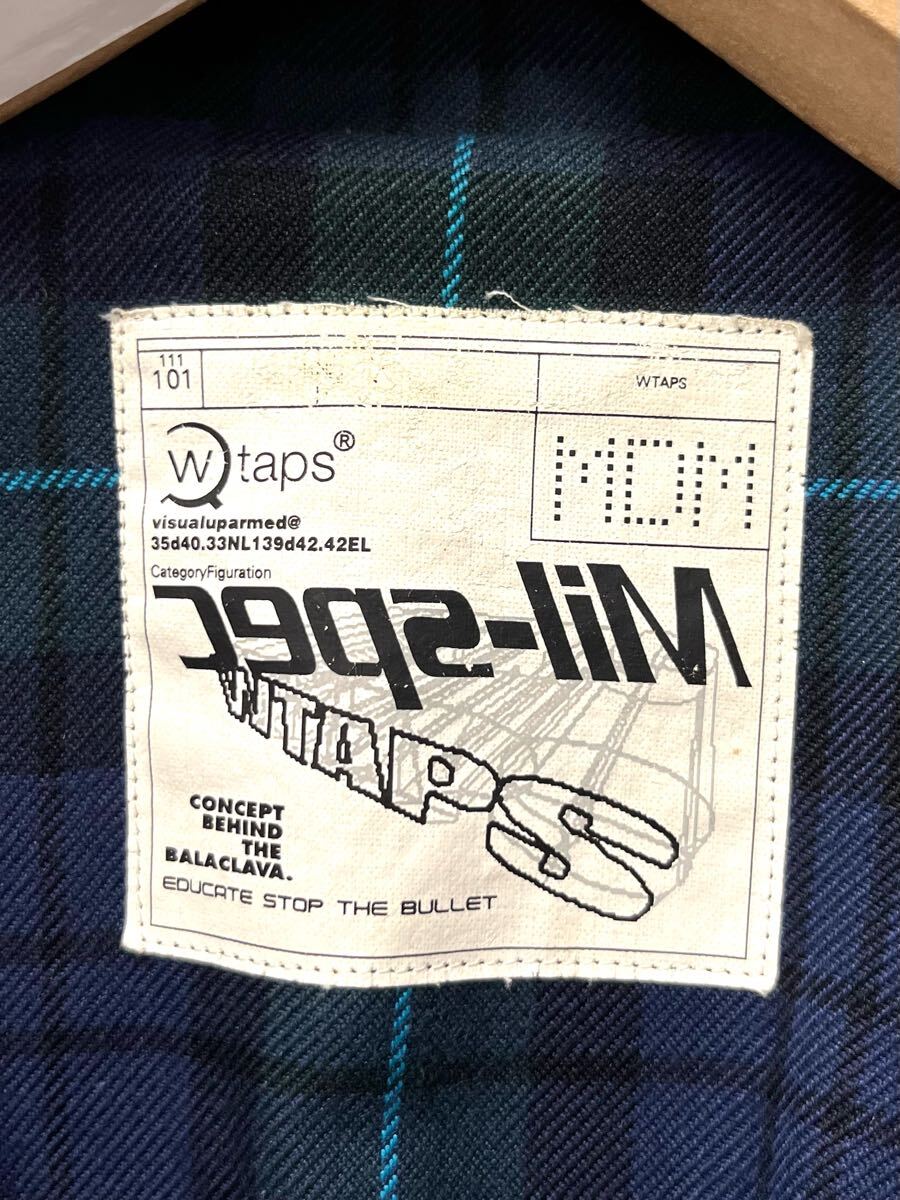 111
101
WTAPS
Wtaps®
MDM
visualuparmed@
35d40.33NL139d42.42EL
CategoryFiguration
Mil-spec
WTAPS
CONCEPT
BEHIND
THE
BALACLAVA.
EDUCATE STOP THE BULLET